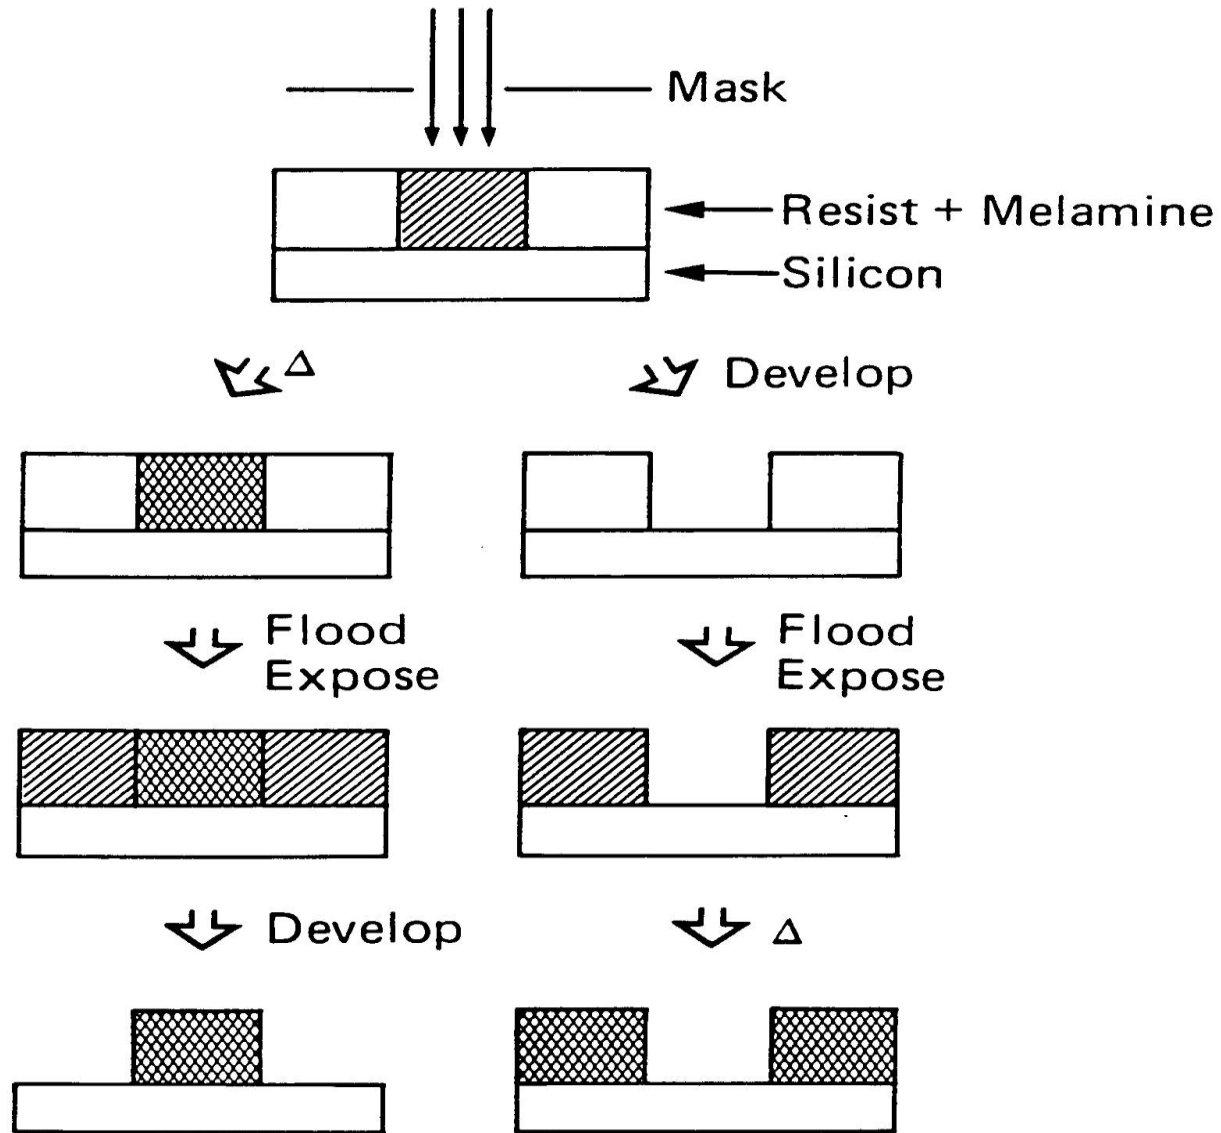 Mask
Resist + Melamine
Silicon
Δ
Develop
Flood
Expose
Flood
Expose
Develop
Δ